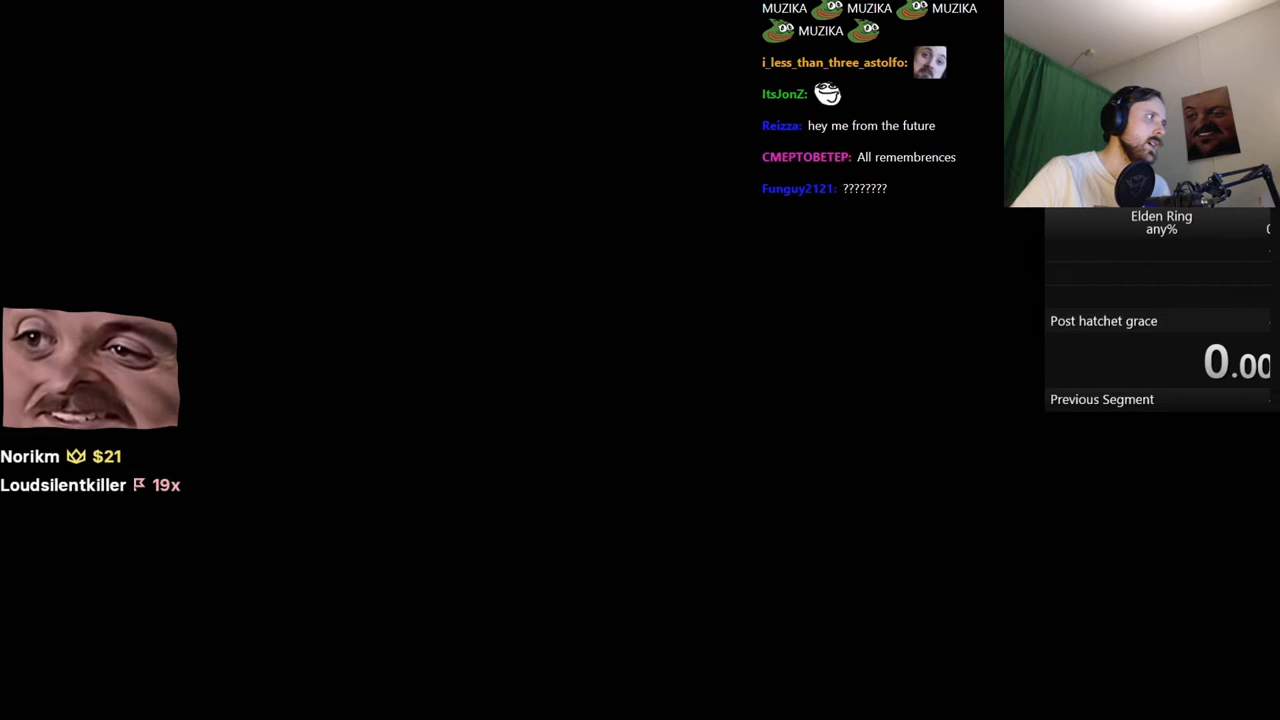 MUZIKA MUZIKA MUZIKA
MUZIKA
i_less_than_three_astolfo:
ItsJonZ:
Reizza: hey me from the future
CMEPTOBETEP: All remembrences
Funguy2121: ????????
Elden Ring
any%
Post hatchet grace
0.00
Previous Segment
Norikm $21
Loudsilentkiller 19x